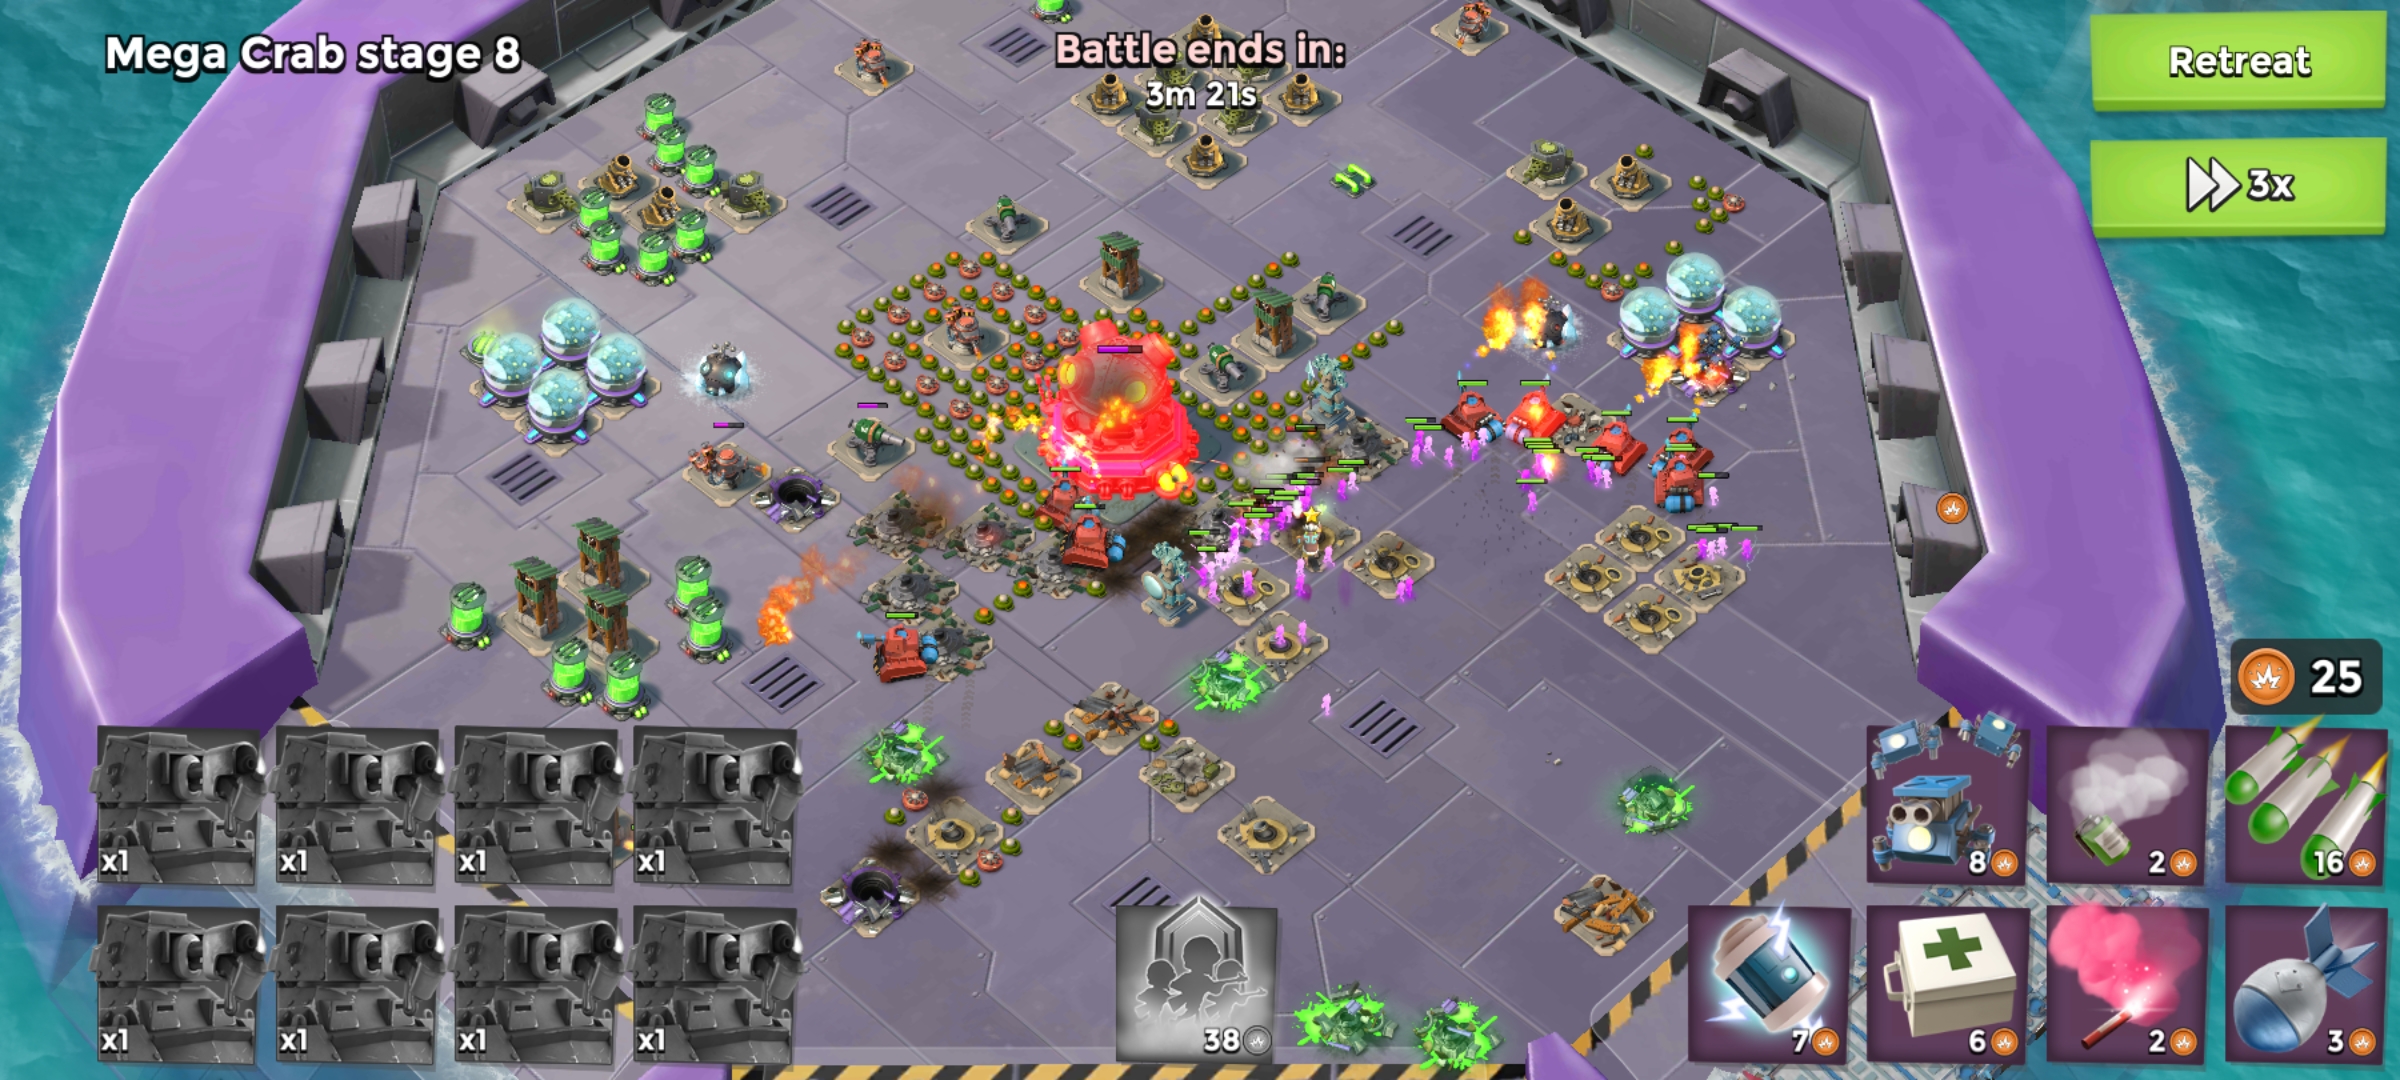 Mega Crab stage 8
Battle ends in:
3m 21s
Retreat
3x
25
x1
x1
x1
x1
8
2
16
x1
x1
x1
x1
38
7
6
2
3